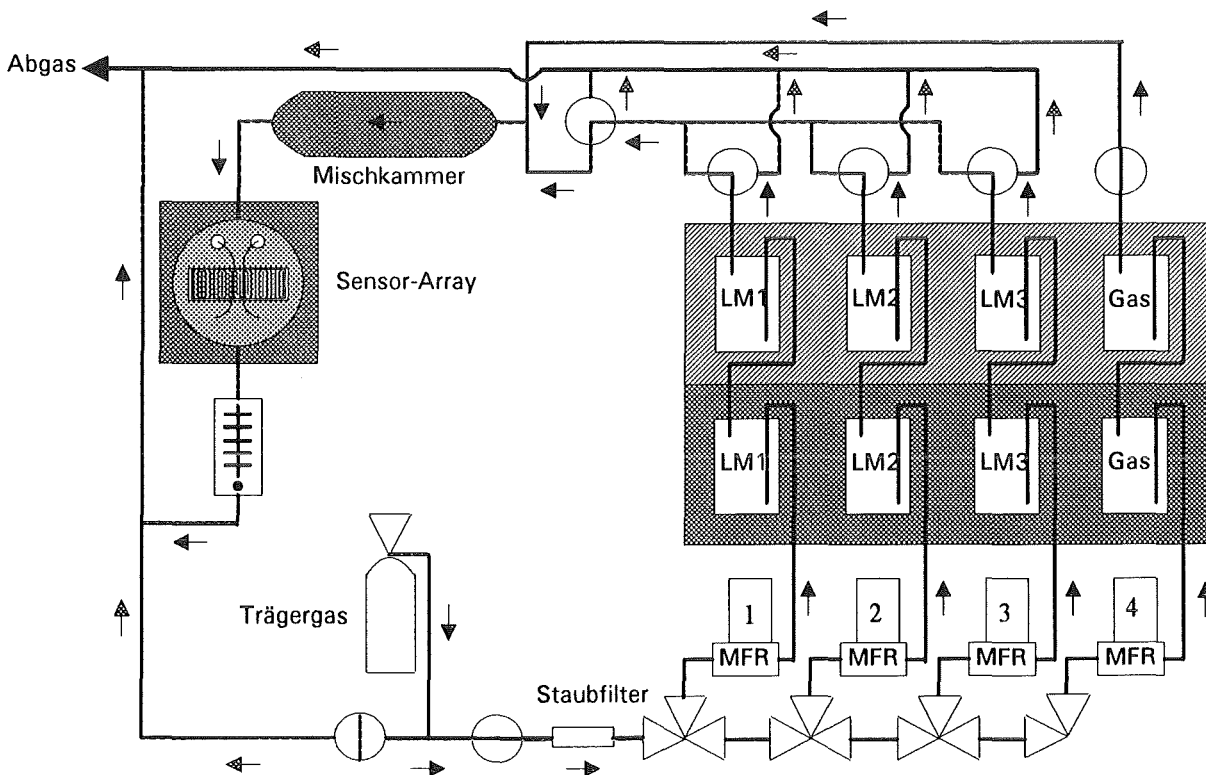 Abgas
Mischkammer
Sensor-Array
LM1 LM2 LM3 Gas
LM1 LM2 LM3 Gas
Trägergas
1 2 3 4
MFR MFR MFR MFR
Staubfilter